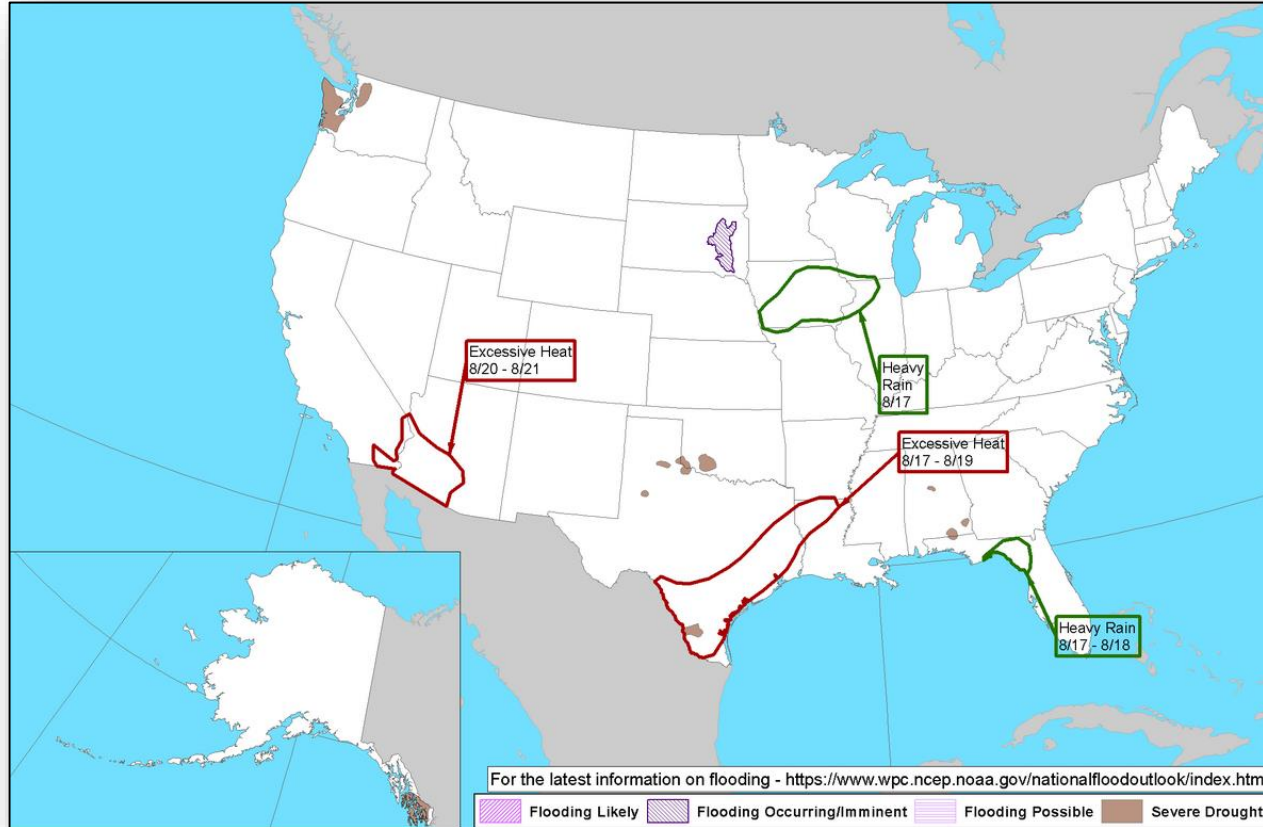 Excessive Heat
8/20 - 8/21
Heavy
Rain
8/17
Excessive Heat
8/17 - 8/19
Heavy Rain
8/17 - 8/18
For the latest information on flooding - https://www.wpc.ncep.noaa.gov/nationalfloodoutlook/index.htm
Flooding Likely Flooding Occurring/Imminent Flooding Possible Severe Drought